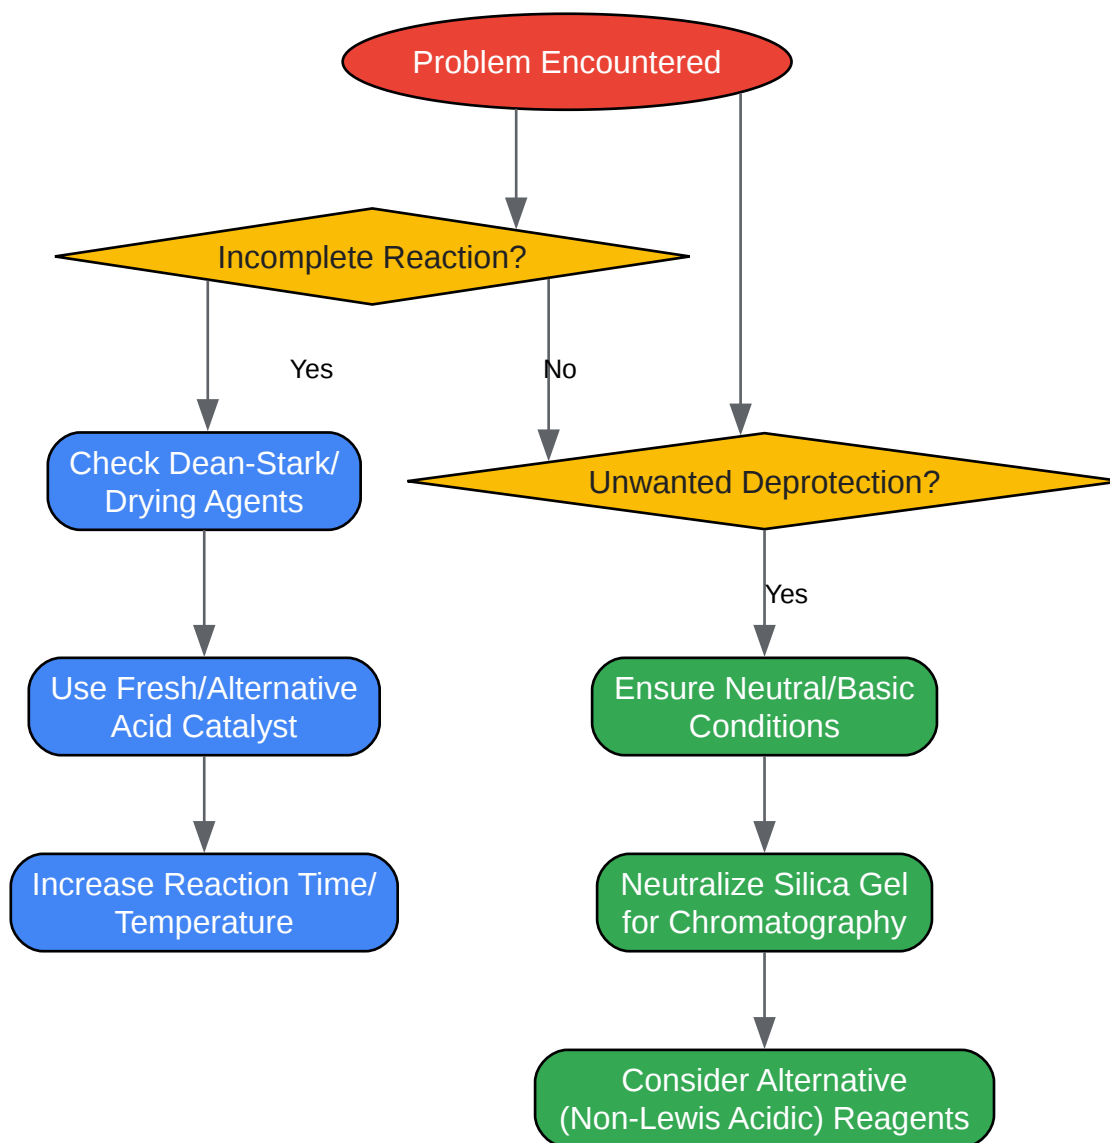 Problem Encountered
Incomplete Reaction?
Yes
No
Check Dean-Stark/
Drying Agents
Unwanted Deprotection?
Yes
Use Fresh/Alternative
Acid Catalyst
Ensure Neutral/Basic
Conditions
Increase Reaction Time/
Temperature
Neutralize Silica Gel
for Chromatography
Consider Alternative
(Non-Lewis Acidic) Reagents